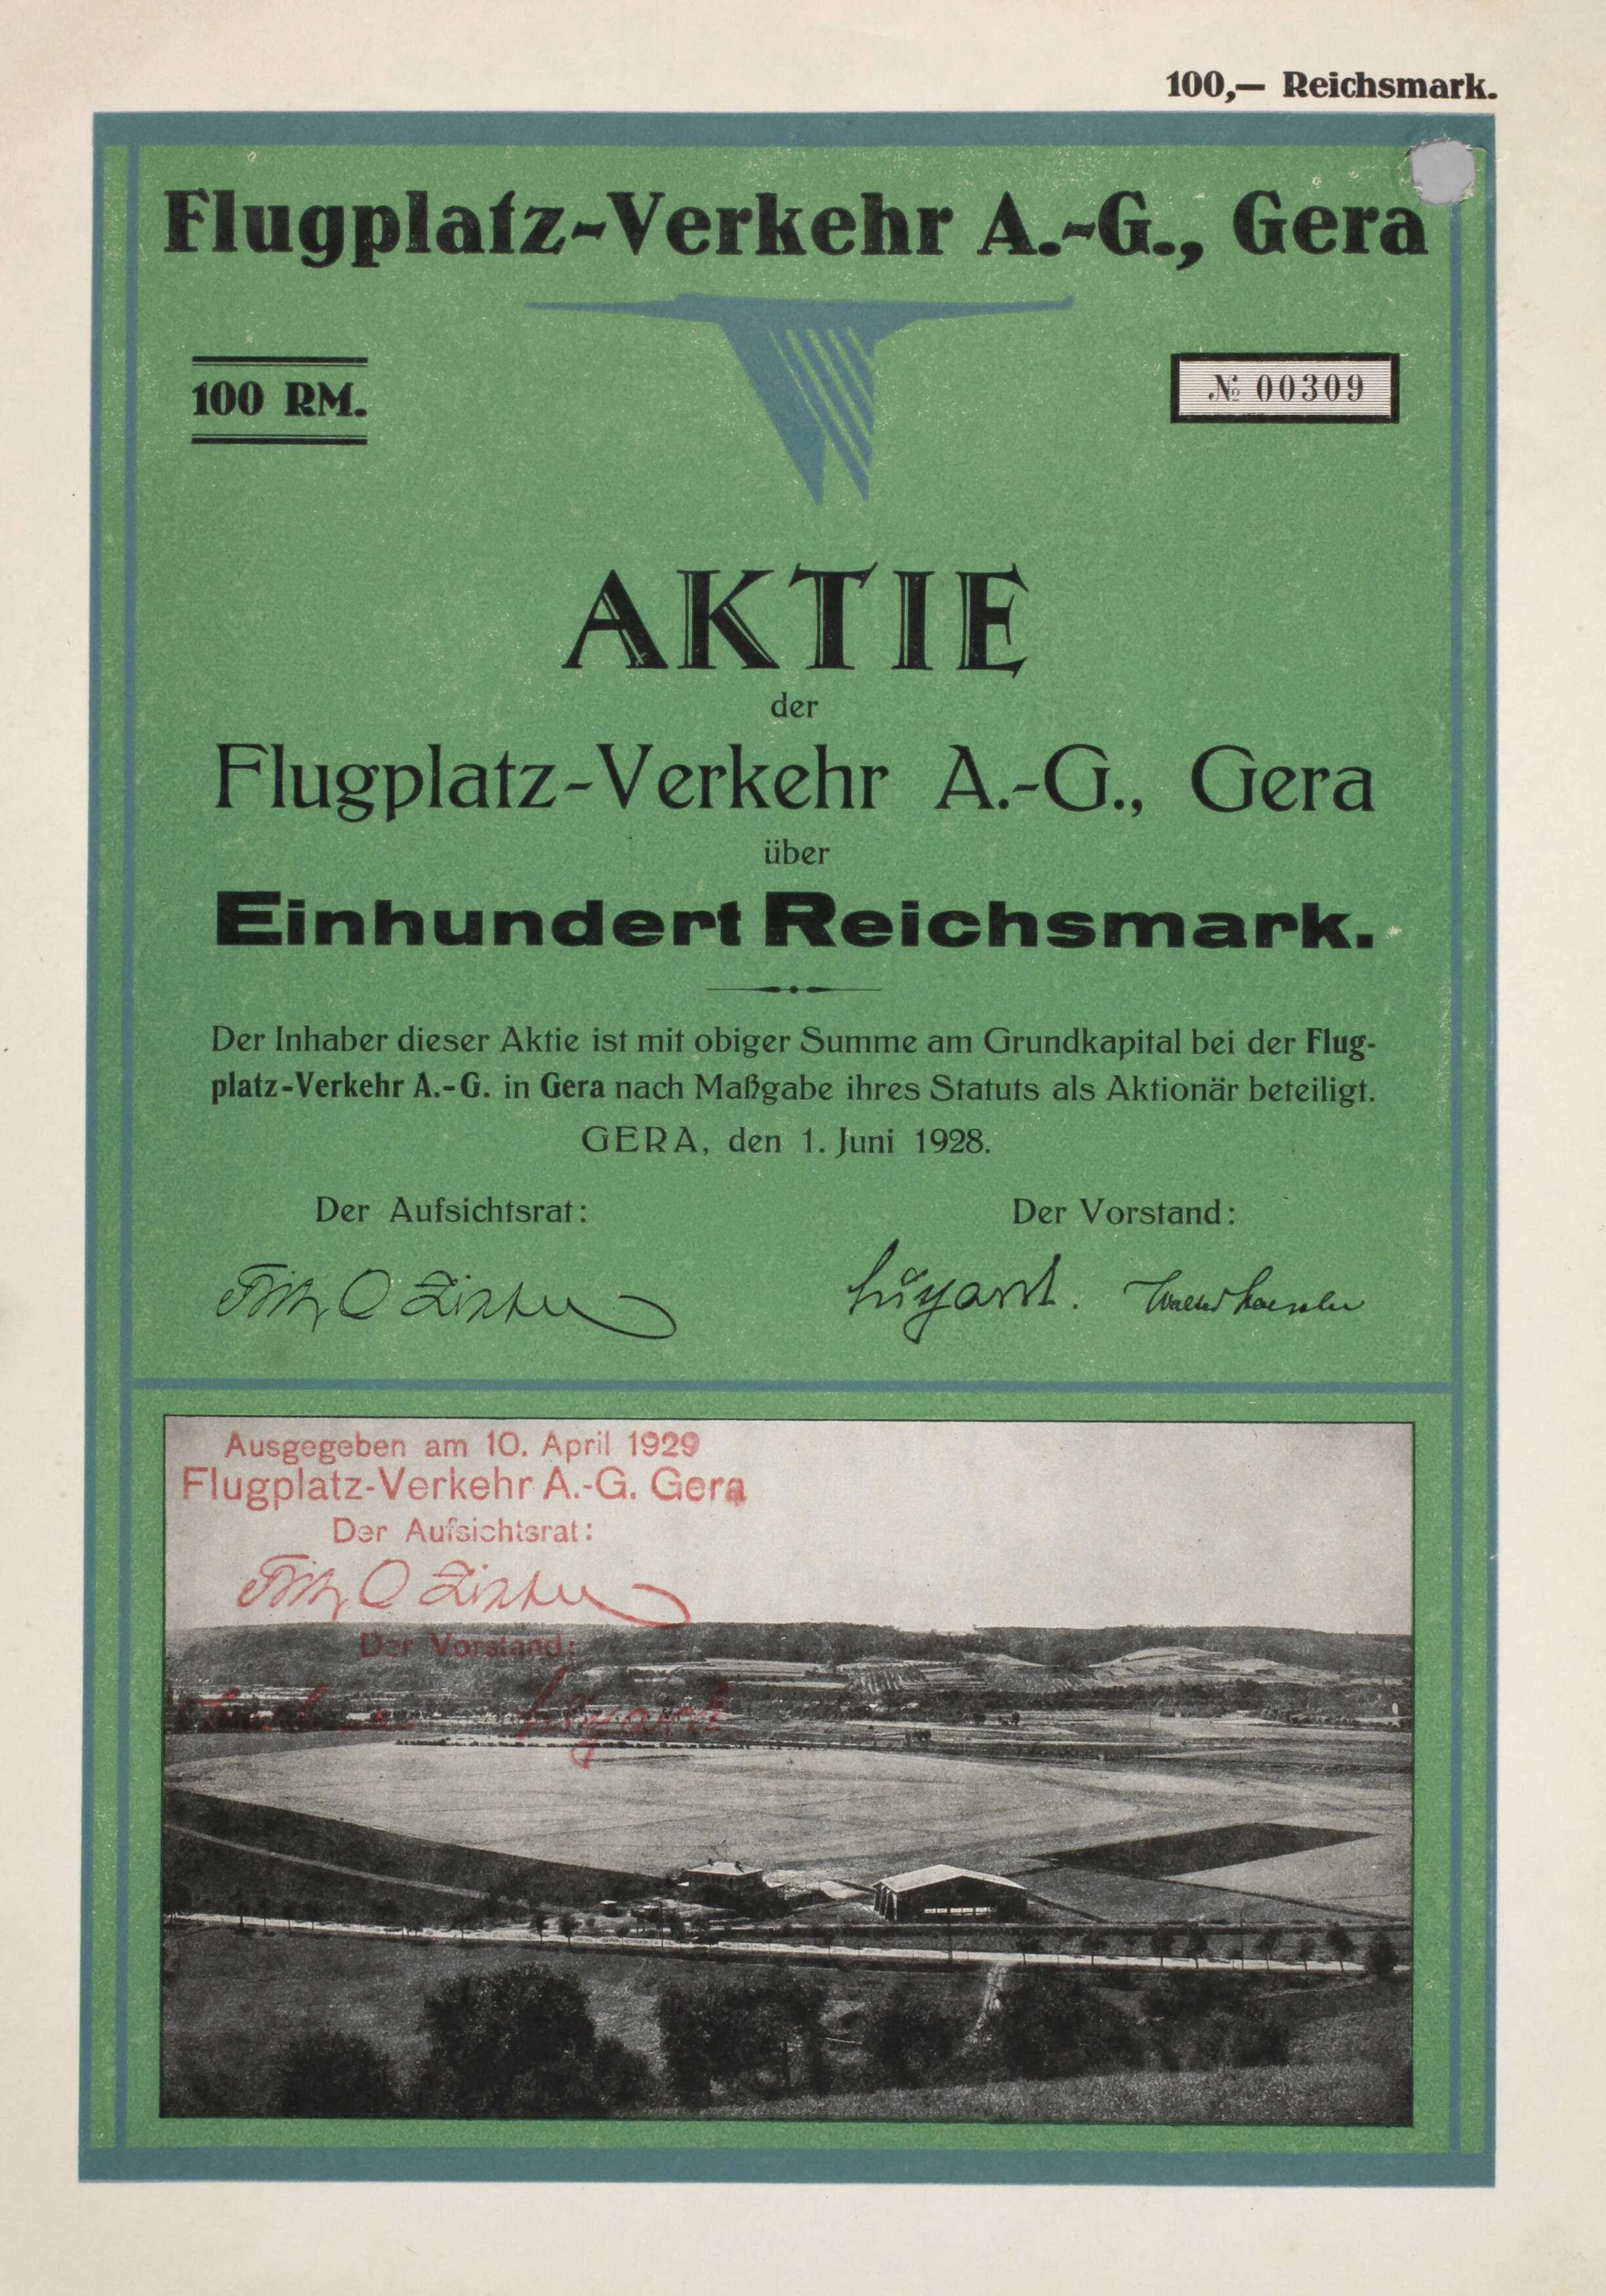 100,— Reichsmark.
Flugplatz-Verkehr A.-G., Gera
100 RM.
№ 00309
AKTIE
der
Flugplatz-Verkehr A.-G., Gera
über
Einhundert Reichsmark.
Der Inhaber dieser Aktie ist mit obiger Summe am Grundkapital bei der Flug-
platz-Verkehr A.-G. in Gera nach Maßgabe ihres Statuts als Aktionär beteiligt.
GERA, den 1. Juni 1928.
Der Aufsichtsrat:
Der Vorstand:
Ausgegeben am 10. April 1929
Flugplatz-Verkehr A.-G. Gera
Der Aufsichtsrat:
Der Vorstand: